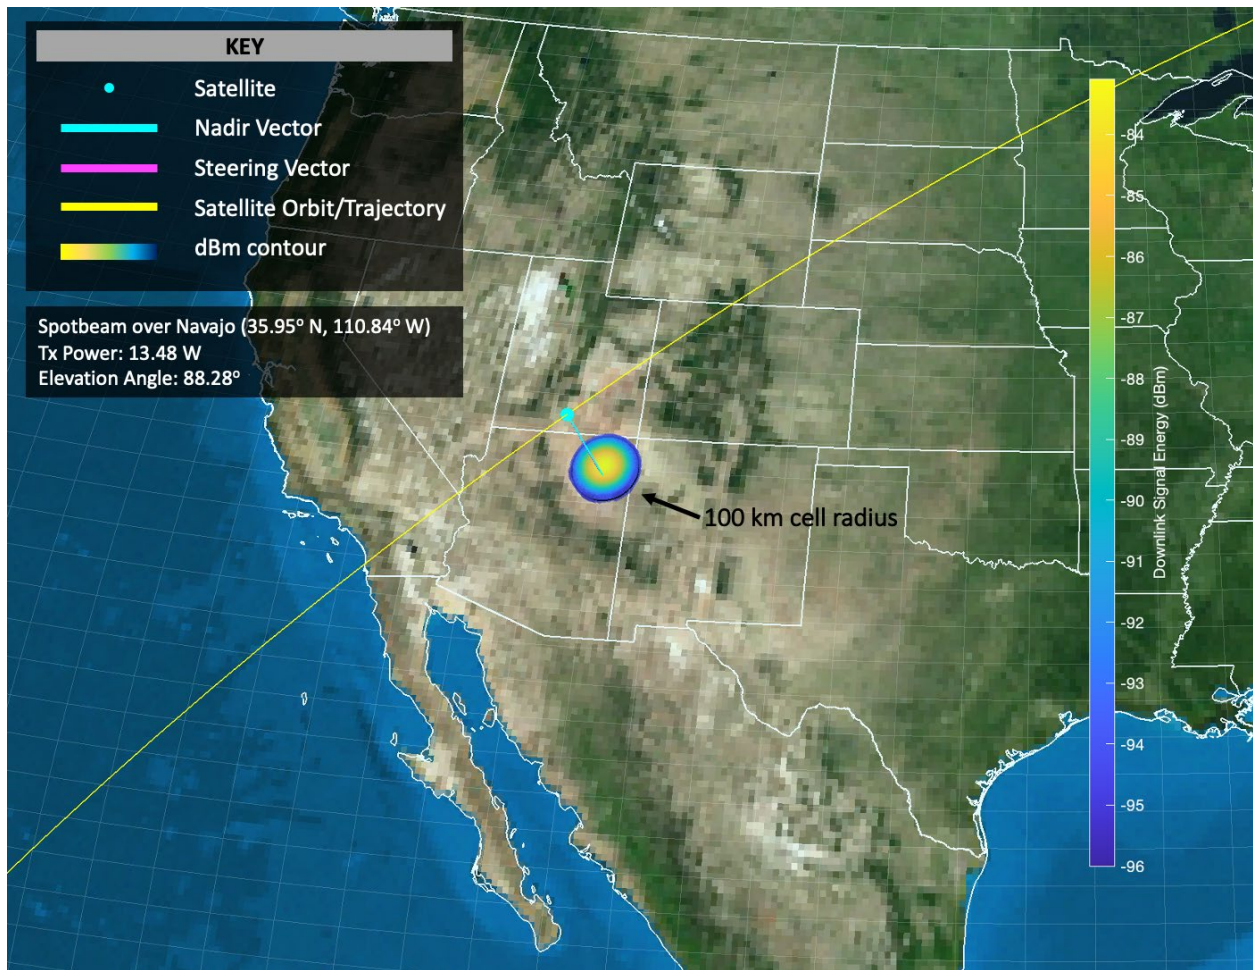 KEY
Satellite
Nadir Vector
Steering Vector
Satellite Orbit/Trajectory
dBm contour
Spotbeam over Navajo (35.95° N, 110.84° W)
Tx Power: 13.48 W
Elevation Angle: 88.28°
100 km cell radius
-84
-85
-86
-87
-88
-89
-90
-91
-92
-93
-94
-95
-96
Downlink Signal Energy (dBm)